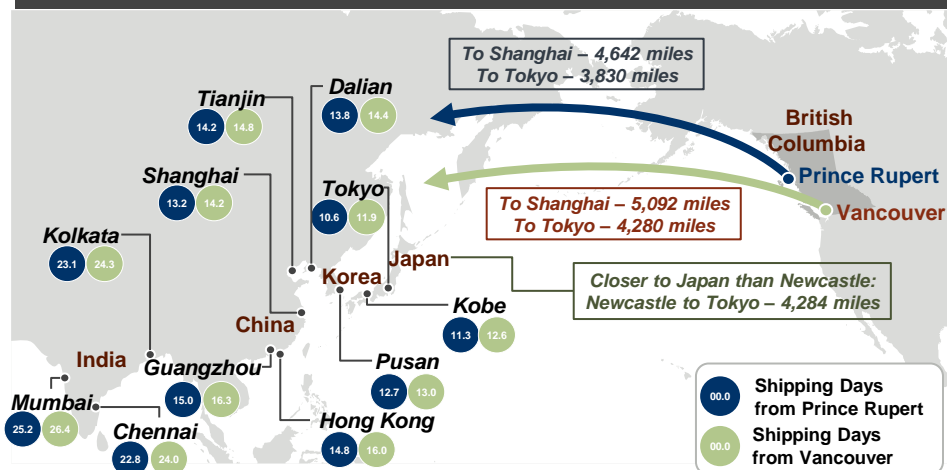 To Shanghai – 4,642 miles
To Tokyo – 3,830 miles
Dalian
13.8 14.4
Tianjin
14.2 14.8
British
Columbia
Prince Rupert
Shanghai
13.2 14.2
Tokyo
10.6 11.9
To Shanghai – 5,092 miles
To Tokyo – 4,280 miles
Vancouver
Kolkata
23.1 24.3
Japan
Korea
Closer to Japan than Newcastle:
Newcastle to Tokyo – 4,284 miles
Kobe
11.3 12.6
China
India
Guangzhou
15.0 16.3
Pusan
12.7 13.0
Mumbai
25.2 26.4
Chennai
22.8 24.0
Hong Kong
14.8 16.0
00.0 Shipping Days
from Prince Rupert
00.0 Shipping Days
from Vancouver